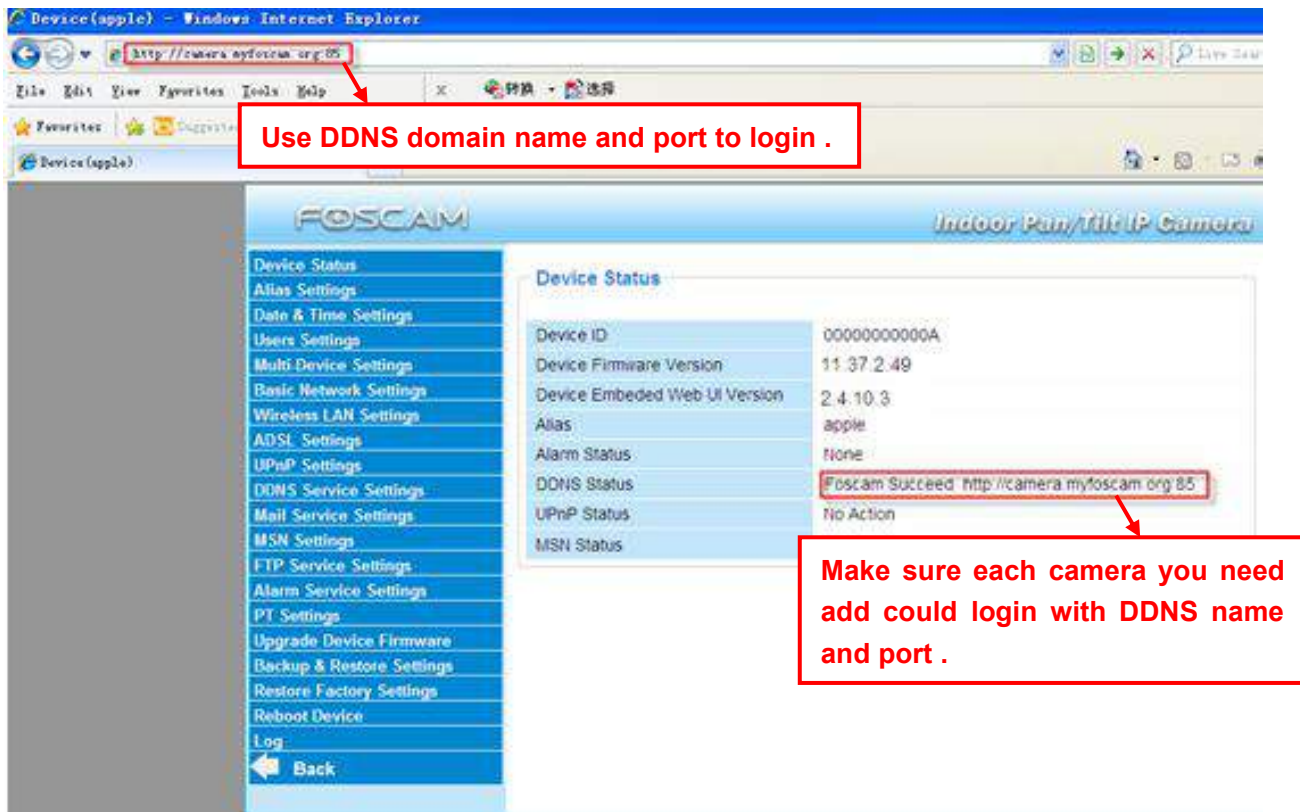 Device(apple) - Windows Internet Explorer
http://camera.myfoscam.org:85
File Edit View Favorites Tools Help x 转换 选择
Favorites
Use DDNS domain name and port to login .
Device(apple)
FOSCAM
Indoor Pan/Tilt IP Camera
Device Status
Alias Settings
Date & Time Settings
Users Settings
Multi-Device Settings
Basic Network Settings
Wireless LAN Settings
ADSL Settings
UPnP Settings
DDNS Service Settings
Mail Service Settings
MSN Settings
FTP Service Settings
Alarm Service Settings
PT Settings
Upgrade Device Firmware
Backup & Restore Settings
Restore Factory Settings
Reboot Device
Log
Back
Device Status
Device ID 00000000000A
Device Firmware Version 11.37.2.49
Device Embeded Web UI Version 2.4.10.3
Alias apple
Alarm Status None
DDNS Status Foscam Succeed http://camera.myfoscam.org:85
UPnP Status No Action
MSN Status
Make sure each camera you need
add could login with DDNS name
and port .